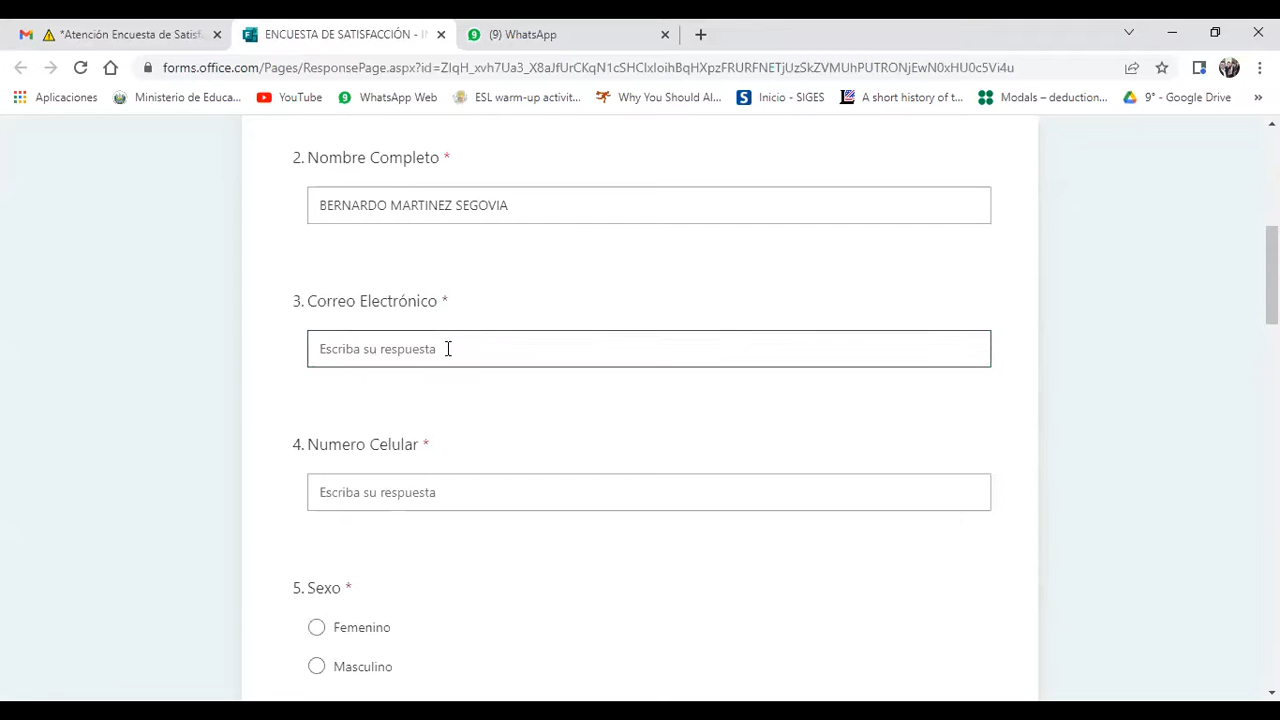 *Atención Encuesta de Satisf
ENCUESTA DE SATISFACCIÓN - I
(9) WhatsApp
forms.office.com/Pages/ResponsePage.aspx?id=ZIqH_xvh7Ua3_X8aJfUrCKqN1cSHCIxIoihBqHXpzFRURFNETjUzSkZVMUhPUTRONjEwN0xHU0c5Vi4u
Aplicaciones
Ministerio de Educa...
YouTube
WhatsApp Web
ESL warm-up activit...
Why You Should Al...
Inicio - SIGES
A short history of t...
Modals – deduction...
9° - Google Drive
»
2. Nombre Completo *
BERNARDO MARTINEZ SEGOVIA
3. Correo Electrónico *
Escriba su respuesta
4. Numero Celular *
Escriba su respuesta
5. Sexo *
Femenino
Masculino